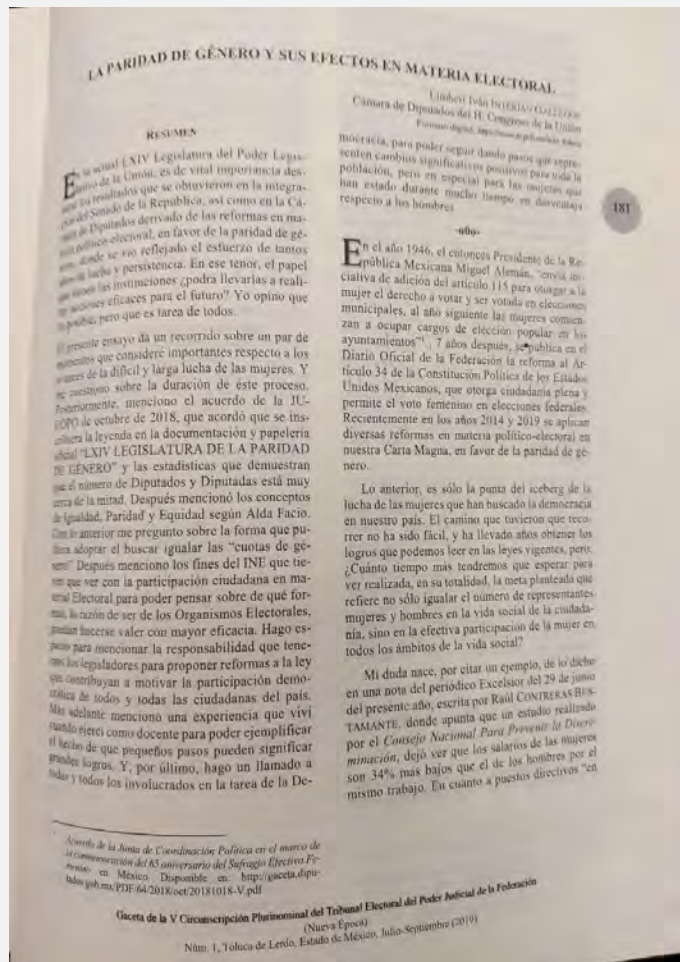 LA PARIDAD DE GÉNERO Y SUS EFECTOS EN MATERIA ELECTORAL
Cámara de Diputados del H. Congreso de la Unión
RESUMEN
actual LXIV Legislatura del Poder Legis-
de la Unión, es de vital importancia des-
resultados que se obtuvieron en la integra-
del Senado de la República, así como en la Cá-
de Diputados derivado de las reformas en ma-
político-electoral, en favor de la paridad de gé-
donde se vio reflejado el esfuerzo de tantos
de lucha y persistencia. En ese tenor, el papel
las instituciones ¿podrá llevarlas a reali-
acciones eficaces para el futuro? Yo opino que
posible, pero que es tarea de todos.
presente ensayo da un recorrido sobre un par de
que consideré importantes respecto a los
de la difícil y larga lucha de las mujeres. Y
cuestiono sobre la duración de éste proceso.
Posteriormente, menciono el acuerdo de la JU-
COPO de octubre de 2018, que acordó que se ins-
la leyenda en la documentación y papelería
oficial "LXIV LEGISLATURA DE LA PARIDAD
DE GÉNERO" y las estadísticas que demuestran
que el número de Diputados y Diputadas está muy
cerca de la mitad. Después mencionó los conceptos
de Igualdad, Paridad y Equidad según Alda Facio.
Con lo anterior me pregunto sobre la forma que pu-
diera adoptar el buscar igualar las "cuotas de gé-
nero" Después menciono los fines del INE que tie-
nen que ver con la participación ciudadana en ma-
Electoral para poder pensar sobre de qué for-
la razón de ser de los Organismos Electorales,
puedan hacerse valer con mayor eficacia. Hago es-
pacio para mencionar la responsabilidad que tene-
mos los legisladores para proponer reformas a la ley
que contribuyan a motivar la participación demo-
crática de todos y todas las ciudadanas del país.
Más adelante menciono una experiencia que viví
cuando ejercí como docente para poder ejemplificar
el hecho de que pequeños pasos pueden significar
grandes logros. Y, por último, hago un llamado a
todas y todos los involucrados en la tarea de la De-
mocracia, para poder seguir dando pasos que repre-
senten cambios significativos positivos para toda la
población, pero en especial para las mujeres que
han estado durante mucho tiempo en desventaja
respecto a los hombres
181
En el año 1946, el entonces Presidente de la Re-
pública Mexicana Miguel Alemán, "envía ini-
ciativa de adición del artículo 115 para otorgar a la
mujer el derecho a votar y ser votada en elecciones
municipales, al año siguiente las mujeres comien-
zan a ocupar cargos de elección popular en los
ayuntamientos"¹, 7 años después, se publica en el
Diario Oficial de la Federación la reforma al Ar-
tículo 34 de la Constitución Política de los Estados
Unidos Mexicanos, que otorga ciudadanía plena y
permite el voto femenino en elecciones federales.
Recientemente en los años 2014 y 2019 se aplican
diversas reformas en materia político-electoral en
nuestra Carta Magna, en favor de la paridad de gé-
nero.
Lo anterior, es sólo la punta del iceberg de la
lucha de las mujeres que han buscado la democracia
en nuestro país. El camino que tuvieron que reco-
rrer no ha sido fácil, y ha llevado años obtener los
logros que podemos leer en las leyes vigentes, pero:
¿Cuánto tiempo más tendremos que esperar para
ver realizada, en su totalidad, la meta planteada que
refiere no sólo igualar el número de representantes
mujeres y hombres en la vida social de la ciudada-
nía, sino en la efectiva participación de la mujer en
todos los ámbitos de la vida social?
Mi duda nace, por citar un ejemplo, de lo dicho
en una nota del periódico Excelsior del 29 de junio
del presente año, escrita por Raúl CONTRERAS BUS-
TAMANTE, donde apunta que un estudio realizado
por el Consejo Nacional Para Prevenir la Discri-
minación, dejó ver que los salarios de las mujeres
son 34% más bajos que el de los hombres por el
mismo trabajo. En cuanto a puestos directivos "en
Acuerdo de la Junta de Coordinación Política en el marco de
la conmemoración del 65 aniversario del Sufragio Efectivo Fe-
menino en México. Disponible en: http://gaceta.dipu-
tados.gob.mx/PDF/64/2018/oct/20181018-V.pdf
Gaceta de la V Circunscripción Plurinominal del Tribunal Electoral del Poder Judicial de la Federación
(Nueva Época)
Núm. 1, Toluca de Lerdo, Estado de México, Julio-Septiembre (2019)